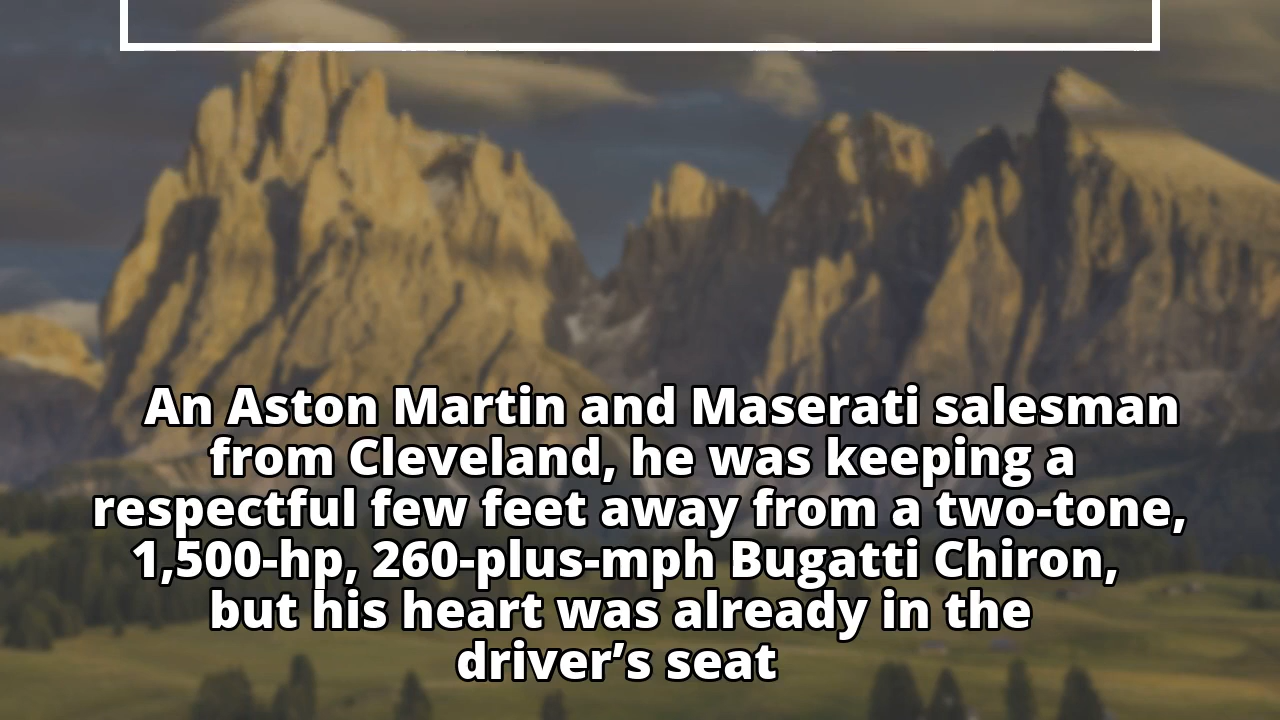 An Aston Martin and Maserati salesman
from Cleveland, he was keeping a
respectful few feet away from a two-tone,
1,500-hp, 260-plus-mph Bugatti Chiron,
but his heart was already in the
driver’s seat